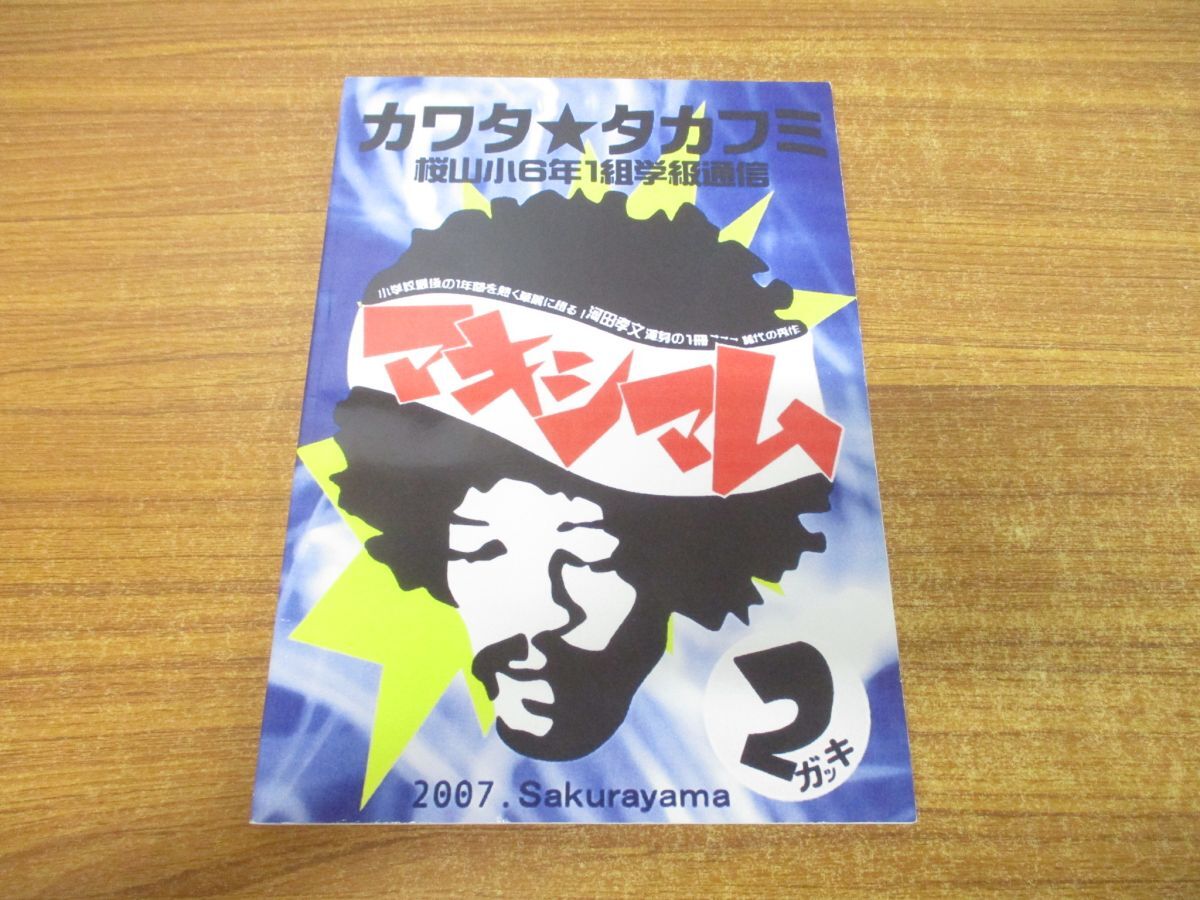 カワタ★タカフミ
桜山小6年1組学級通信
小学校最後の1年間を熱く華麗に綴る!河田孝文渾身の1冊
マキシマム
2
ガッキ
2007.Sakurayama